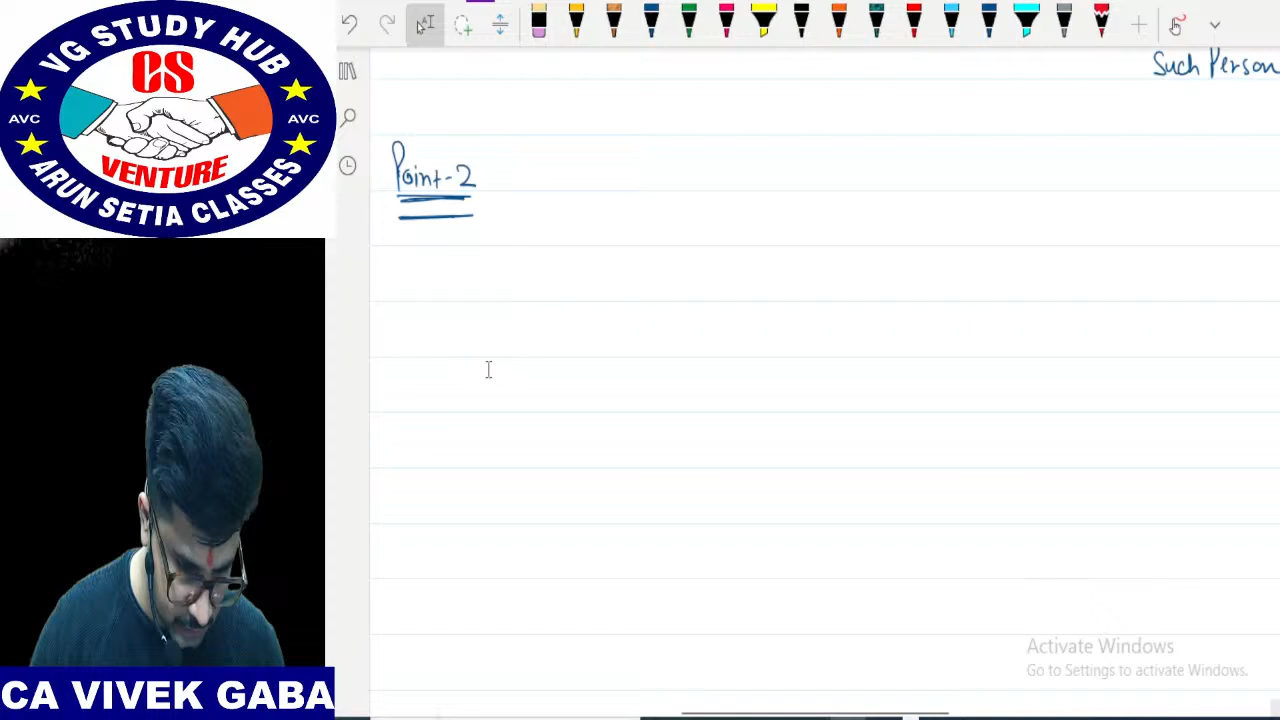 VG STUDY HUB
CS
AVC
AVC
VENTURE
ARUN SETIA CLASSES
Such Person
Point-2
Activate Windows
Go to Settings to activate Windows.
CA VIVEK GABA